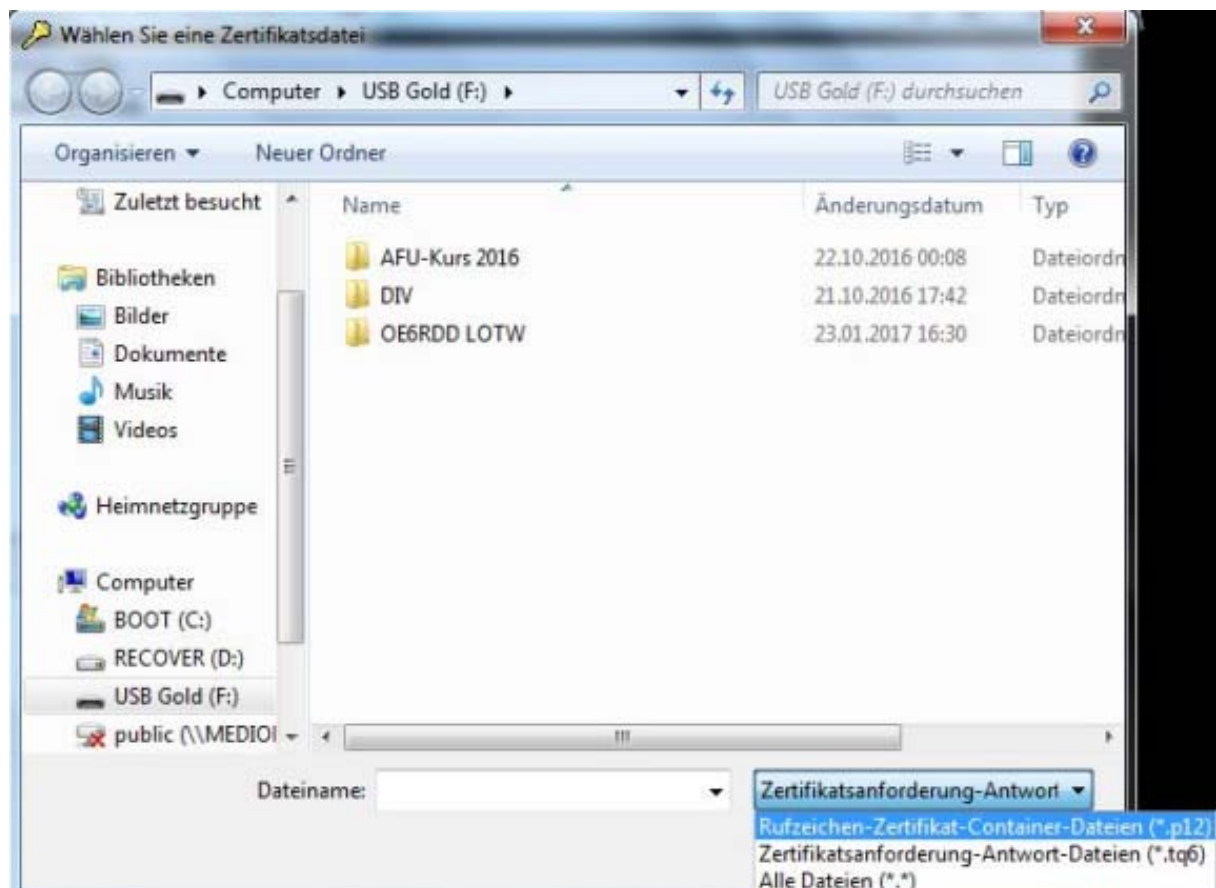 Wählen Sie eine Zertifikatsdatei
Computer USB Gold (F:)
USB Gold (F:) durchsuchen
Organisieren Neuer Ordner
Name Änderungsdatum Typ
Zuletzt besucht
Bibliotheken
Bilder
Dokumente
Musik
Videos
Heimnetzgruppe
Computer
BOOT (C:)
RECOVER (D:)
USB Gold (F:)
public (\\MEDIO
AFU-Kurs 2016 22.10.2016 00:08 Dateiordn
DIV 21.10.2016 17:42 Dateiordn
OE6RDD LOTW 23.01.2017 16:30 Dateiordn
Dateiname:
Zertifikatsanforderung-Antwort
Rufzeichen-Zertifikat-Container-Dateien (*.p12)
Zertifikatsanforderung-Antwort-Dateien (*.tq6)
Alle Dateien (*.*)